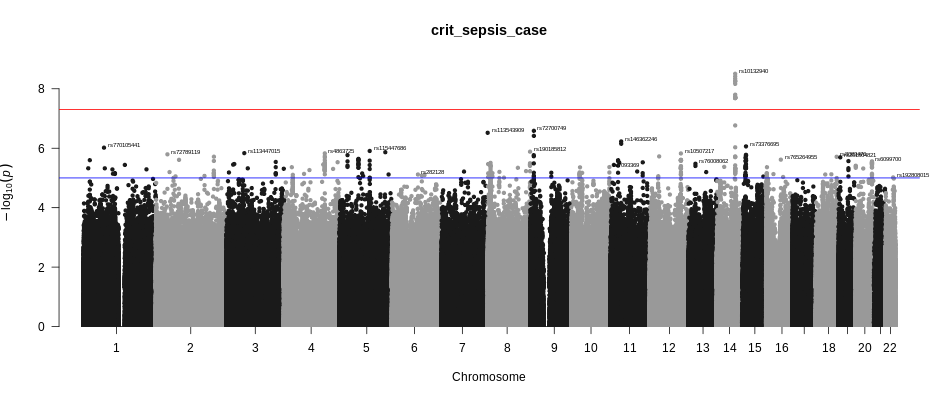 crit_sepsis_case
rs10132940
8
rs113543909
rs72700749
rs146362246
6
rs770105441
rs72789119
rs113447015
rs4863725
rs115447686
rs190185812
rs10507217
rs76008062
rs73376695
rs765264955
rs6099700
rs282128
rs192808015
4
2
0
− log10(p)
1 2 3 4 5 6 7 8 9 10 11 12 13 14 15 16 18 20 22
Chromosome